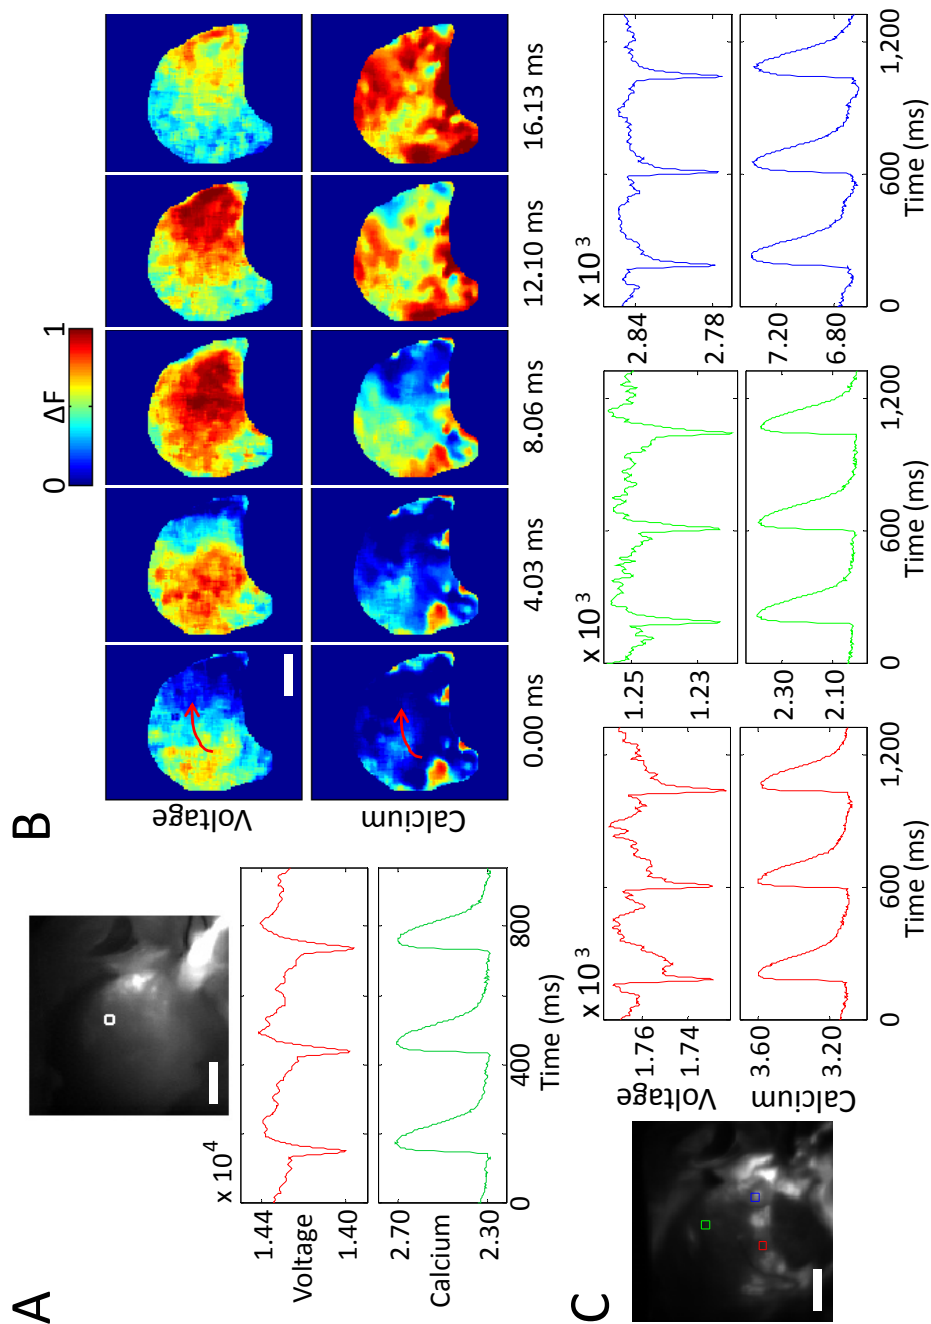 A
x 10^4
Voltage
1.44
1.40
Calcium
2.70
2.30
0
400
800
Time (ms)
B
0
ΔF
1
Voltage
Calcium
0.00 ms
4.03 ms
8.06 ms
12.10 ms
16.13 ms
C
x 10^3
Voltage
1.76
1.74
Calcium
3.60
3.20
0
600
1,200
Time (ms)
x 10^3
1.25
1.23
2.30
2.10
0
600
1,200
Time (ms)
x 10^3
2.84
2.78
7.20
6.80
0
600
1,200
Time (ms)